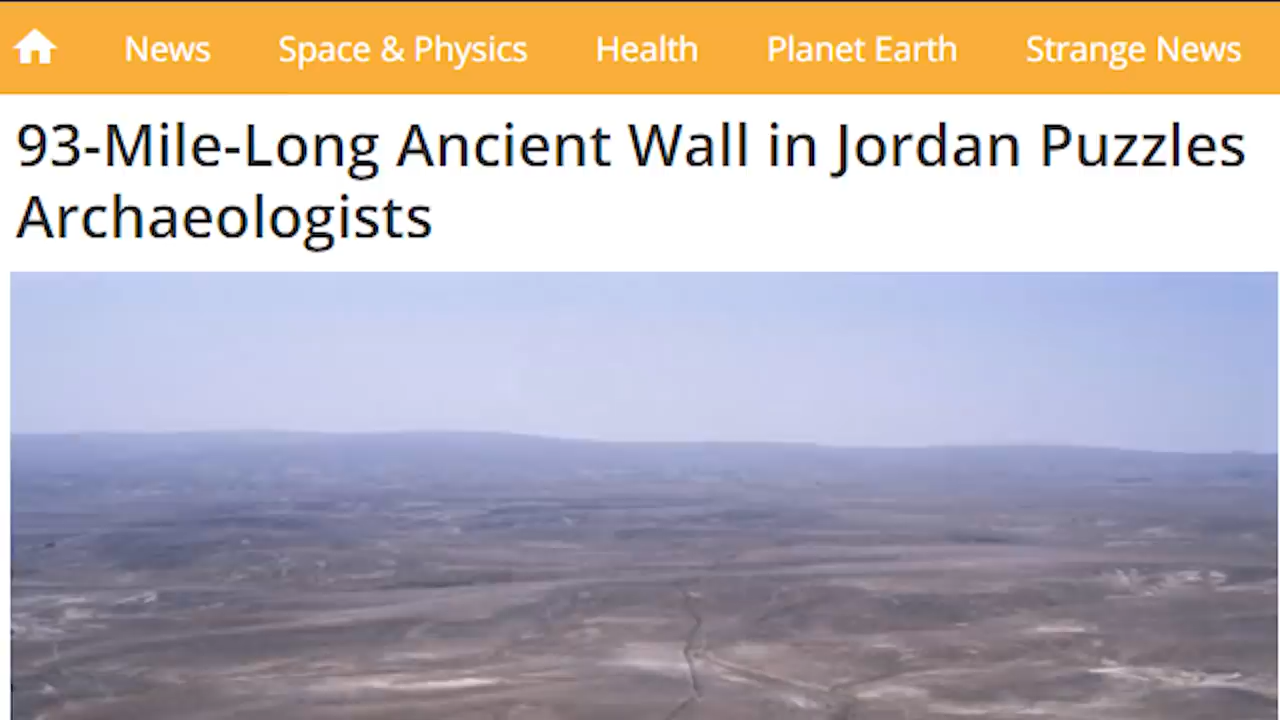 News Space & Physics Health Planet Earth Strange News
93-Mile-Long Ancient Wall in Jordan Puzzles
Archaeologists